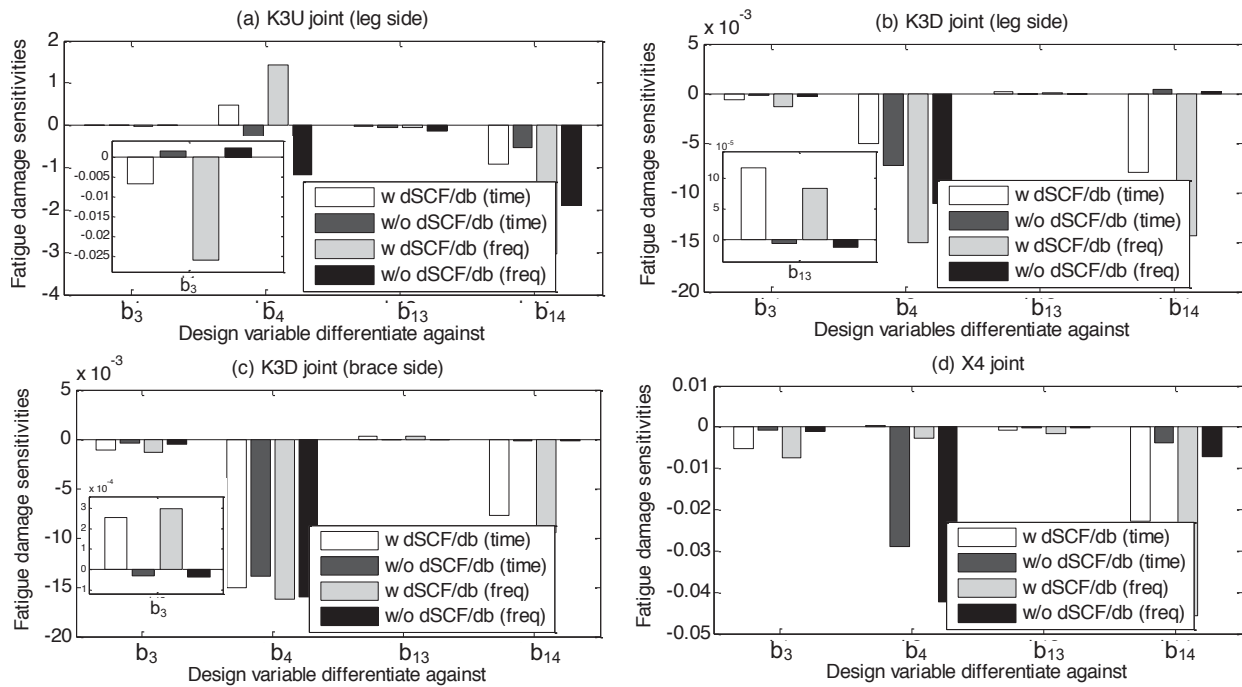 (a) K3U joint (leg side)
Fatigue damage sensitivities
2
1
0
-1
-2
-3
-4
0
-0.005
-0.01
-0.015
-0.02
-0.025
b3
w dSCF/db (time)
w/o dSCF/db (time)
w dSCF/db (freq)
w/o dSCF/db (freq)
b3 b4 b13 b14
Design variable differentiate against
(b) K3D joint (leg side)
x 10-3
Fatigue damage sensitivities
5
0
-5
-10
-15
-20
x 10-5
10
5
0
b13
w dSCF/db (time)
w/o dSCF/db (time)
w dSCF/db (freq)
w/o dSCF/db (freq)
b3 b4 b13 b14
Design variables differentiate against
(c) K3D joint (brace side)
x 10-3
Fatigue damage sensitivities
5
0
-5
-10
-15
-20
x 10-4
3
2
1
0
-1
b3
w dSCF/db (time)
w/o dSCF/db (time)
w dSCF/db (freq)
w/o dSCF/db (freq)
b3 b4 b13 b14
Design variable differentiate against
(d) X4 joint
Fatigue damage sensitivities
0.01
0
-0.01
-0.02
-0.03
-0.04
-0.05
w dSCF/db (time)
w/o dSCF/db (time)
w dSCF/db (freq)
w/o dSCF/db (freq)
b3 b4 b13 b14
Design variable differentiate against